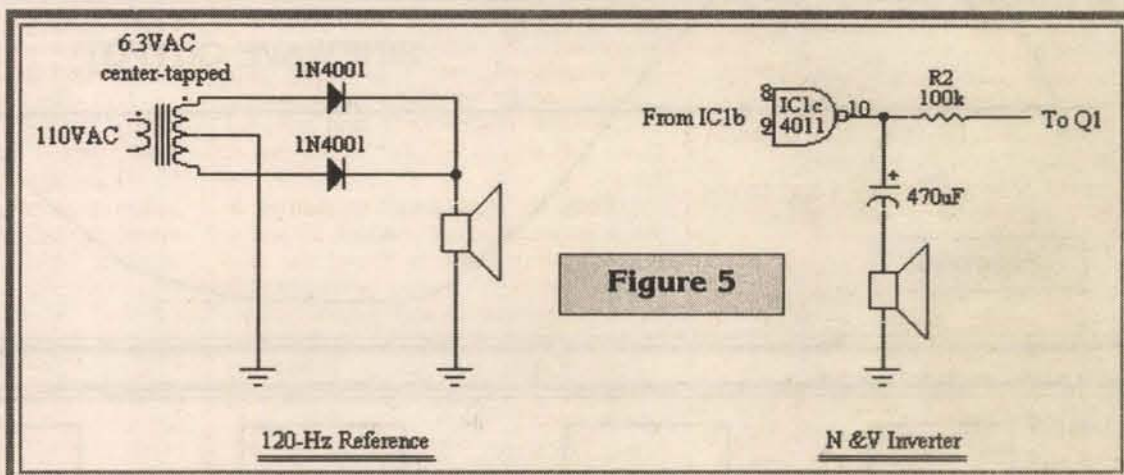 6.3VAC
center-tapped
1N4001
110VAC
1N4001
120-Hz Reference
Figure 5
From IC1b
8
9
IC1c
4011
10
R2
100k
To Q1
+
470uF
N &V Inverter